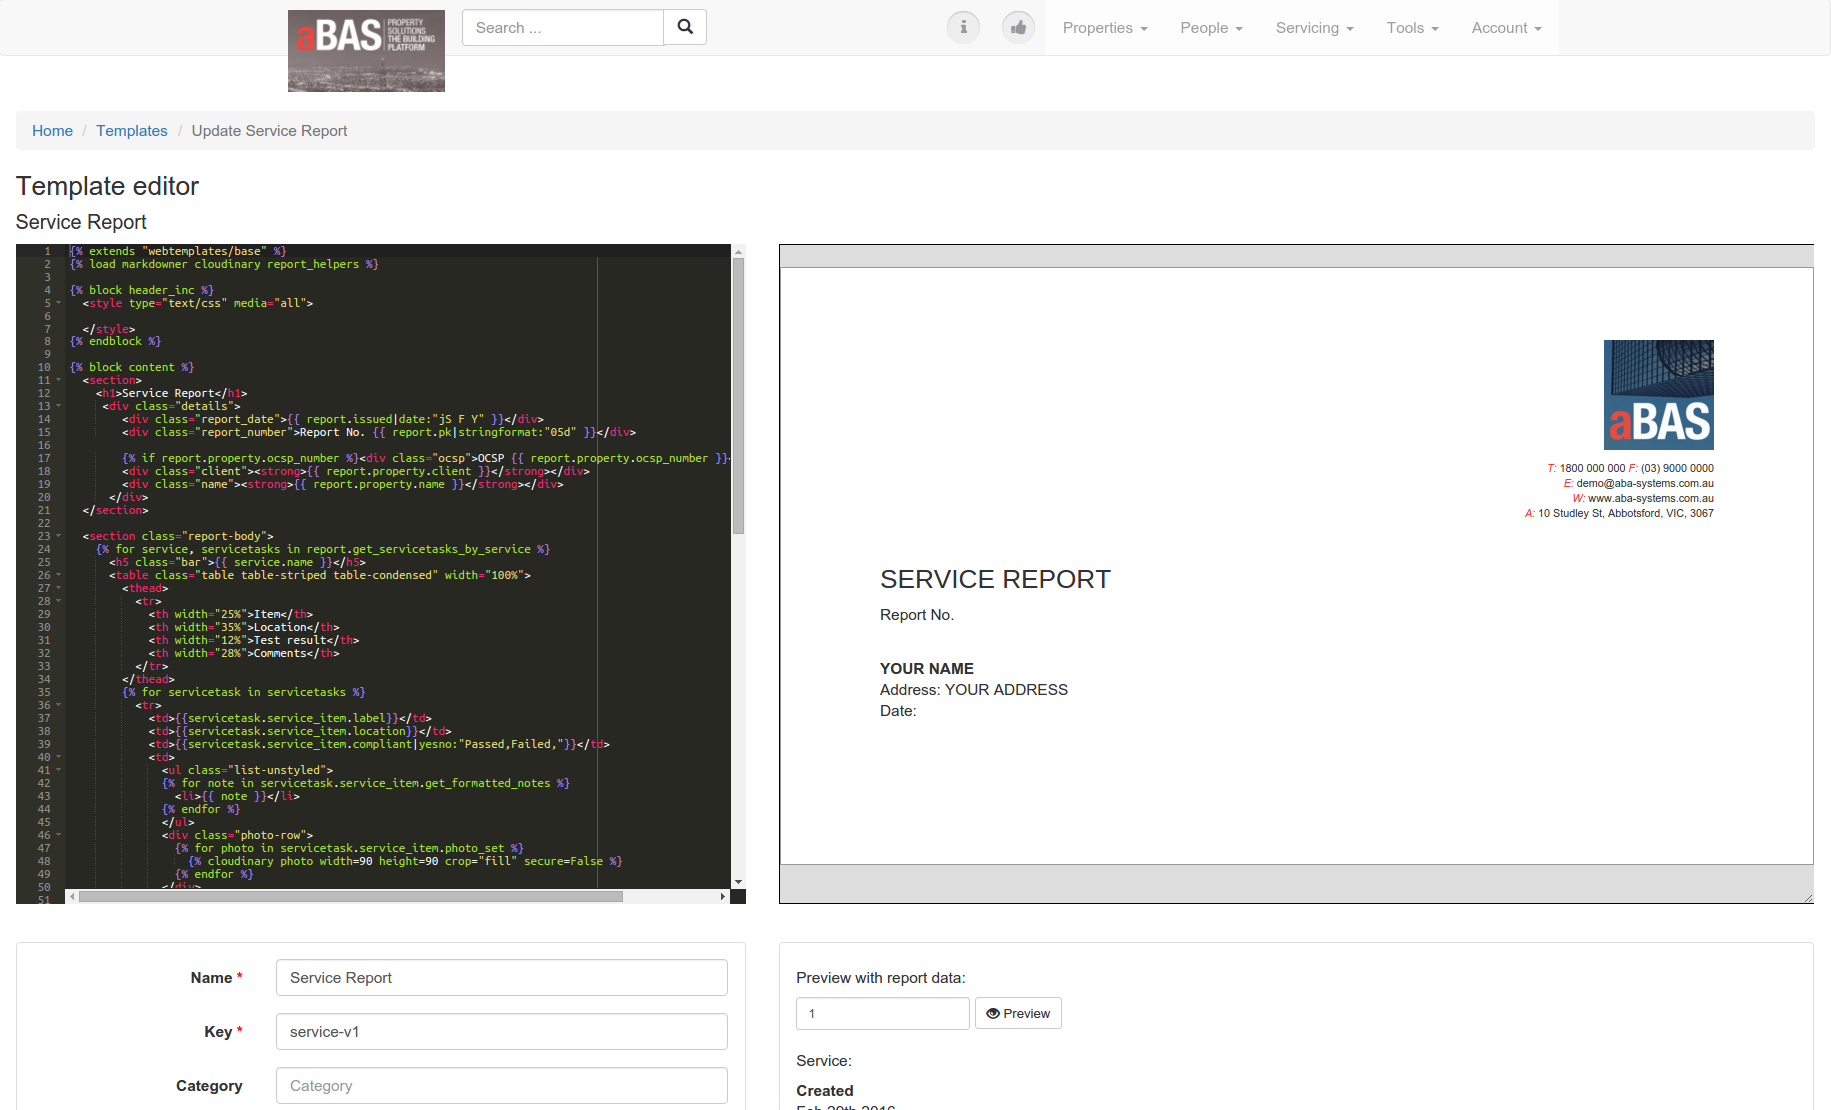 aBAS PROPERTY SOLUTIONS THE BUILDING PLATFORM
Search ...
Properties People Servicing Tools Account
Home / Templates / Update Service Report
Template editor
Service Report
1 {% extends "webtemplates/base" %}
2 {% load markdowner cloudinary report_helpers %}
3
4 {% block header_inc %}
5 <style type="text/css" media="all">
6
7 </style>
8 {% endblock %}
9
10 {% block content %}
11 <section>
12 <h1>Service Report</h1>
13 <div class="details">
14 <div class="report_date">{{ report.issued|date:"jS F Y" }}</div>
15 <div class="report_number">Report No. {{ report.pk|stringformat:"05d" }}</div>
16
17 {% if report.property.ocsp_number %}<div class="ocsp">OCSP {{ report.property.ocsp_number }}
18 <div class="client"><strong>{{ report.property.client }}</strong></div>
19 <div class="name"><strong>{{ report.property.name }}</strong></div>
20 </div>
21 </section>
22
23 <section class="report-body">
24 {% for service, servicetasks in report.get_servicetasks_by_service %}
25 <h5 class="bar">{{ service.name }}</h5>
26 <table class="table table-striped table-condensed" width="100%">
27 <thead>
28 <tr>
29 <th width="25%">Item</th>
30 <th width="35%">Location</th>
31 <th width="12%">Test result</th>
32 <th width="28%">Comments</th>
33 </tr>
34 </thead>
35 {% for servicetask in servicetasks %}
36 <tr>
37 <td>{{servicetask.service_item.label}}</td>
38 <td>{{servicetask.service_item.location}}</td>
39 <td>{{servicetask.service_item.compliant|yesno:"Passed,Failed,"}}</td>
40 <td>
41 <ul class="list-unstyled">
42 {% for note in servicetask.service_item.get_formatted_notes %}
43 <li>{{ note }}</li>
44 {% endfor %}
45 </ul>
46 <div class="photo-row">
47 {% for photo in servicetask.service_item.photo_set %}
48 {% cloudinary photo width=90 height=90 crop="fill" secure=False %}
49 {% endfor %}
50 </div>
51
aBAS
T: 1800 000 000 F: (03) 9000 0000
E: demo@aba-systems.com.au
W: www.aba-systems.com.au
A: 10 Studley St, Abbotsford, VIC, 3067
SERVICE REPORT
Report No.
YOUR NAME
Address: YOUR ADDRESS
Date:
Name * Service Report
Key * service-v1
Category Category
Preview with report data:
1 Preview
Service:
Created
Feb 29th 2016